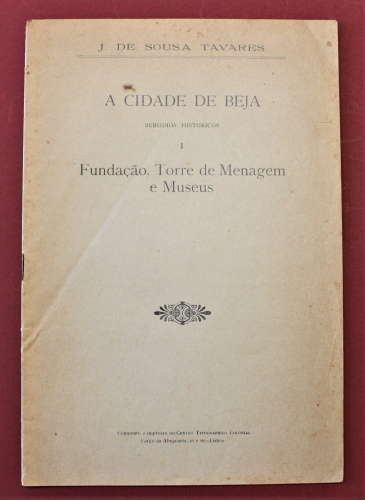 J DE SOUSA TAVARES
A CIDADE DE BEJA
SUBSIDIOS HISTORICOS
I
Fundação, Torre de Menagem
e Museus
Composto e impresso no Centro Typographico Colonial
Largo da Abegoaria, 27 e 28—Lisboa